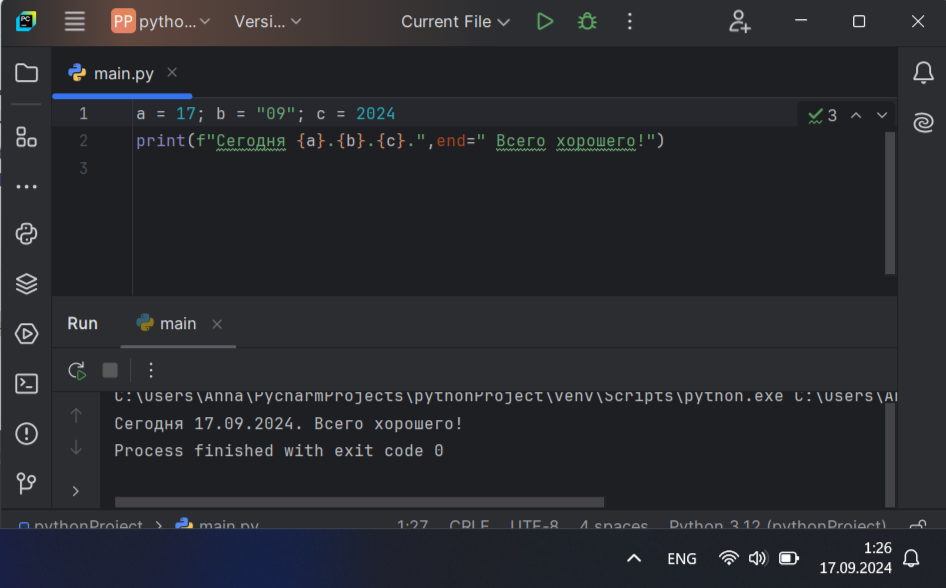 PC PP pytho... Versi... Current File
main.py
1 a = 17; b = "09"; c = 2024 3
2 print(f"Сегодня {a}.{b}.{c}.",end=" Всего хорошего!")
3
Run main
C:\Users\Anna\PycharmProjects\pythonProject\venv\Scripts\python.exe C:\Users\
Сегодня 17.09.2024. Всего хорошего!
Process finished with exit code 0
pythonProject > main.py 1:27 CRLF UTF-8 4 spaces Python 3.12 (pythonProject)
ENG 1:26
17.09.2024